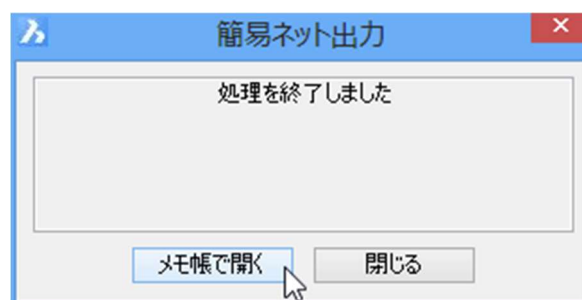 簡易ネット出力
処理を終了しました
メモ帳で開く
閉じる